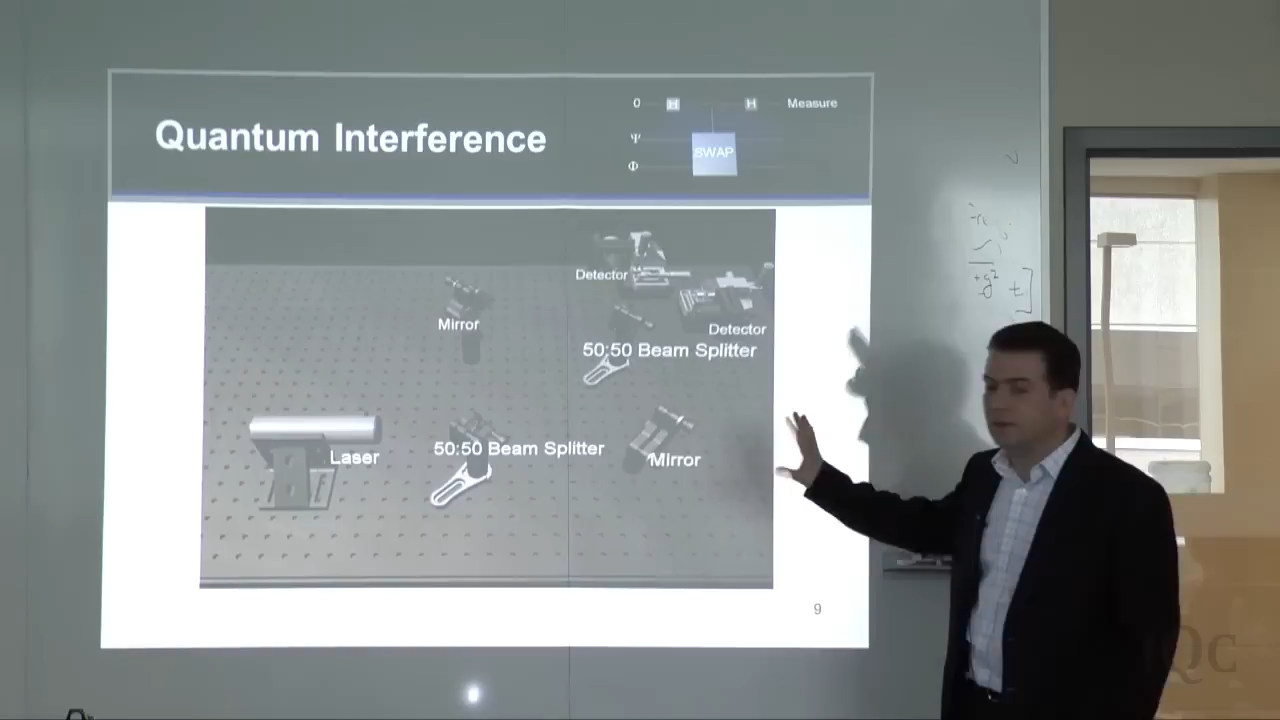 Quantum Interference
0 H H Measure
Ψ
SWAP
Φ
Detector
Mirror
Detector
50:50 Beam Splitter
50:50 Beam Splitter
Laser
Mirror
9
QC